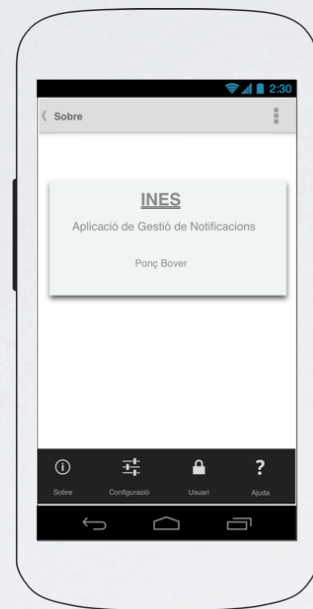 2:30
Sobre
INES
Aplicació de Gestió de Notificacions
Ponç Bover
Sobre Configuració Usuari Ajuda